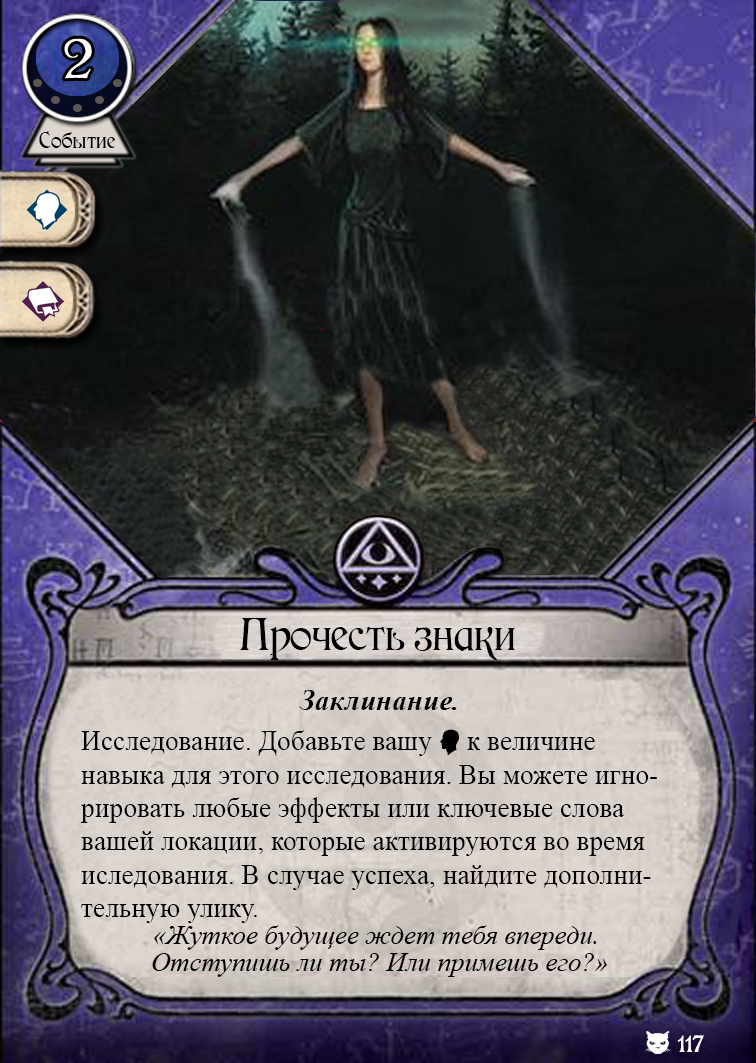 2
Событие
Прочесть знаки
Заклинание.
Исследование. Добавьте вашу к величине
навыка для этого исследования. Вы можете игно-
рировать любые эффекты или ключевые слова
вашей локации, которые активируются во время
иследования. В случае успеха, найдите дополни-
тельную улику.
«Жуткое будущее ждет тебя впереди.
Отступишь ли ты? Или примешь его?»
117